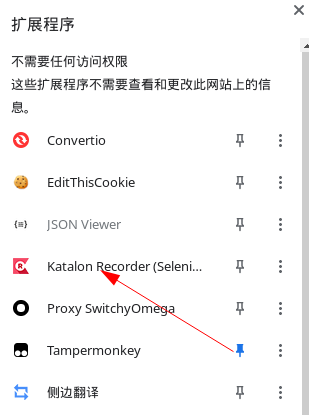 扩展程序
不需要任何访问权限
这些扩展程序不需要查看和更改此网站上的信
息。
Convertio
EditThisCookie
JSON Viewer
Katalon Recorder (Seleni...
Proxy SwitchyOmega
Tampermonkey
侧边翻译